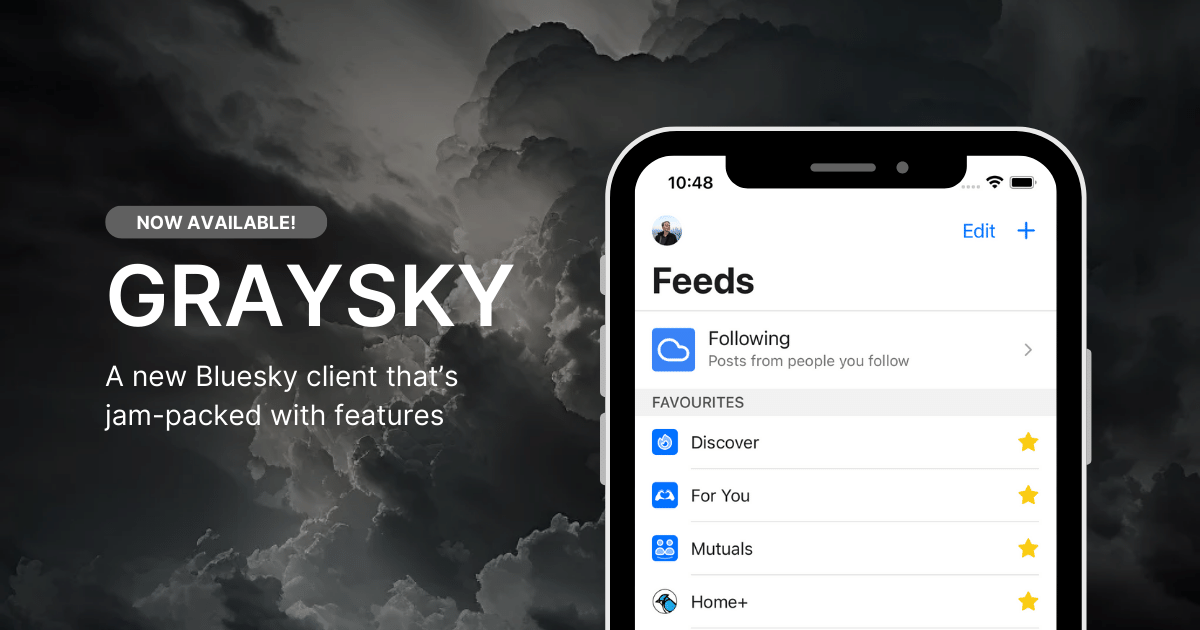 NOW AVAILABLE!
GRAYSKY
A new Bluesky client that’s
jam-packed with features
10:48
Edit +
Feeds
Following
Posts from people you follow
FAVOURITES
Discover
For You
Mutuals
Home+